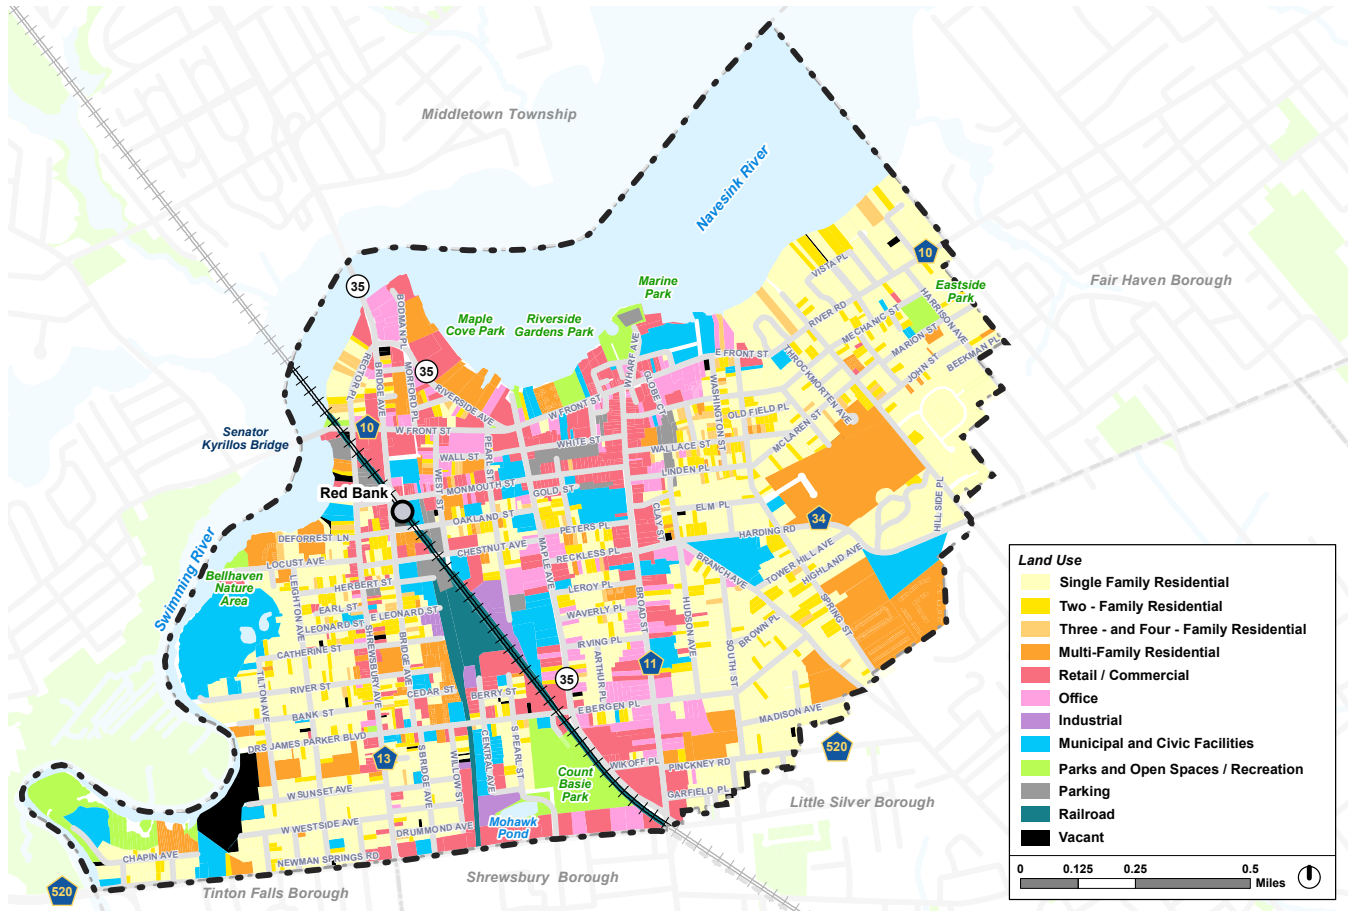 Middletown Township
Navesink River
10
VISTA PL
Fair Haven Borough
Eastside
Park
Marine
Park
35
Maple
Cove Park
Riverside
Gardens Park
BODMAN PL
RIVER RD
MECHANIC ST
HARRISON AVE
MARION ST
BEEKMAN PL
JOHN ST
RECTOR PL
BRIDGE AVE
MORFORD PL
35
RIVERSIDE AVE
WHARF AVE
GLOBE CT
E FRONT ST
THROCKMORTEN AVE
WASHINGTON ST
OLD FIELD PL
MCLAREN ST
W FRONT ST
10
W FRONT ST
Senator
Kyrillos Bridge
WHITE ST
WALLACE ST
WALL ST
PEARL ST
LINDEN PL
WEST ST
MONMOUTH ST
GOLD ST
Red Bank
ELM PL
CLAY ST
HILL SIDE PL
34
OAKLAND ST
PETERS PL
HARDING RD
DEFORREST LN
CHESTNUT AVE
MAPLE AVE
RECKLESS PL
BRANCH AVE
TOWER HILL AVE
HIGHLAND AVE
LOCUST AVE
Swimming River
Bellhaven
Nature
Area
LEIGHTON AVE
HERBERT ST
LEROY PL
BROAD ST
HUDSON AVE
SPRING ST
EARL ST
E LEONARD ST
WAVERLY PL
LEONARD ST
SHREWSBURY AVE
BRIDGE AVE
IRVING PL
BROWN PL
SOUTH ST
CATHERINE ST
ARTHUR PL
11
TILTON AVE
RIVER ST
CEDAR ST
BERRY ST
35
BANK ST
E BERGEN PL
MADISON AVE
DRS JAMES PARKER BLVD
S BRIDGE AVE
WILLOW ST
CENTRAL AVE
S PEARL ST
13
520
WIKOFF PL
PINCKNEY RD
Count
Basie
Park
W SUNSET AVE
GARFIELD PL
Little Silver Borough
W WESTSIDE AVE
DRUMMOND AVE
Mohawk
Pond
CHAPIN AVE
NEWMAN SPRINGS RD
520
Tinton Falls Borough
Shrewsbury Borough
Land Use
Single Family Residential
Two - Family Residential
Three - and Four - Family Residential
Multi-Family Residential
Retail / Commercial
Office
Industrial
Municipal and Civic Facilities
Parks and Open Spaces / Recreation
Parking
Railroad
Vacant
0 0.125 0.25 0.5
Miles